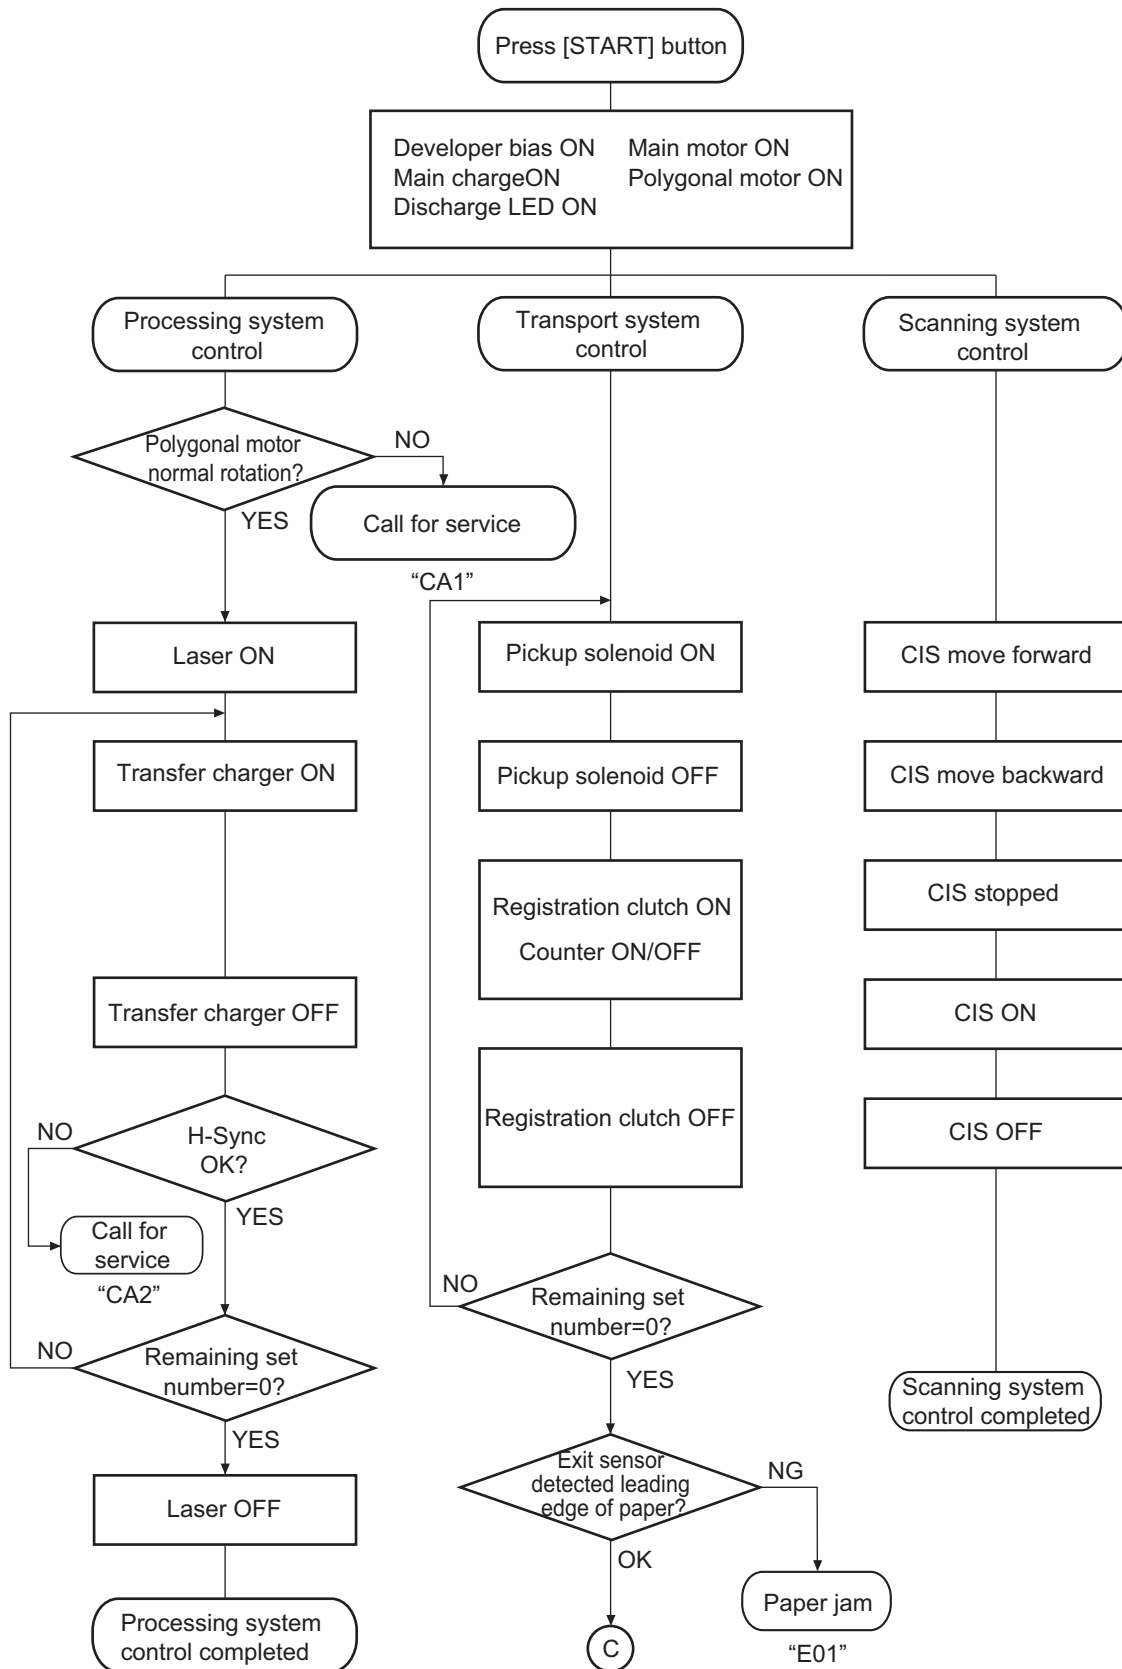 Press [START] button
Developer bias ON
Main motor ON
Main chargeON
Polygonal motor ON
Discharge LED ON
Processing system
control
Transport system
control
Scanning system
control
Polygonal motor
normal rotation?
NO
YES
Call for service
“CA1”
Laser ON
Pickup solenoid ON
CIS move forward
Transfer charger ON
Pickup solenoid OFF
CIS move backward
Registration clutch ON
Counter ON/OFF
CIS stopped
Transfer charger OFF
CIS ON
Registration clutch OFF
CIS OFF
NO
H-Sync
OK?
YES
Call for
service
“CA2”
NO
Remaining set
number=0?
YES
NO
Remaining set
number=0?
YES
Scanning system
control completed
Laser OFF
Exit sensor
detected leading
edge of paper?
NG
OK
Processing system
control completed
C
Paper jam
“E01”